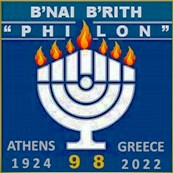 B'NAI B'RITH
"PHILON"
ATHENS GREECE
1924 98 2022